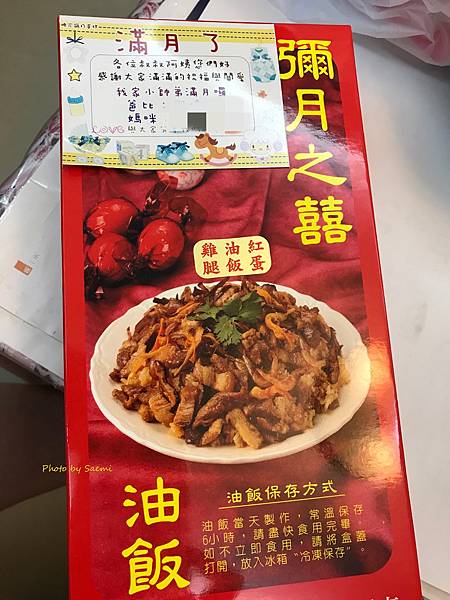 滿月了
各位叔叔阿姨您們好
感謝大家滿滿的祝福與關愛
我家小帥弟滿月囉
爸比：
媽咪
LOVE 與大家
彌月之囍
雞油紅
腿飯蛋
Photo by Saemi
油飯
油飯保存方式
油飯當天製作，常溫保存
6小時，請盡快食用完畢，
如不立即食用，請將盒蓋
打開，放入冰箱“冷凍保存”。